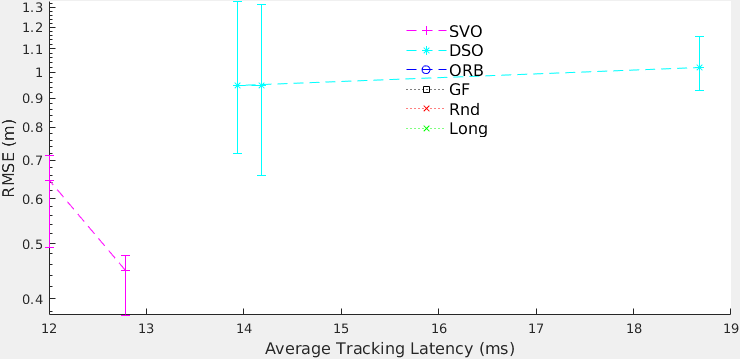 1.3
1.2
1.1
1
0.9
0.8
0.7
0.6
0.5
0.4
RMSE (m)
SVO
DSO
ORB
GF
Rnd
Long
12 13 14 15 16 17 18 19
Average Tracking Latency (ms)